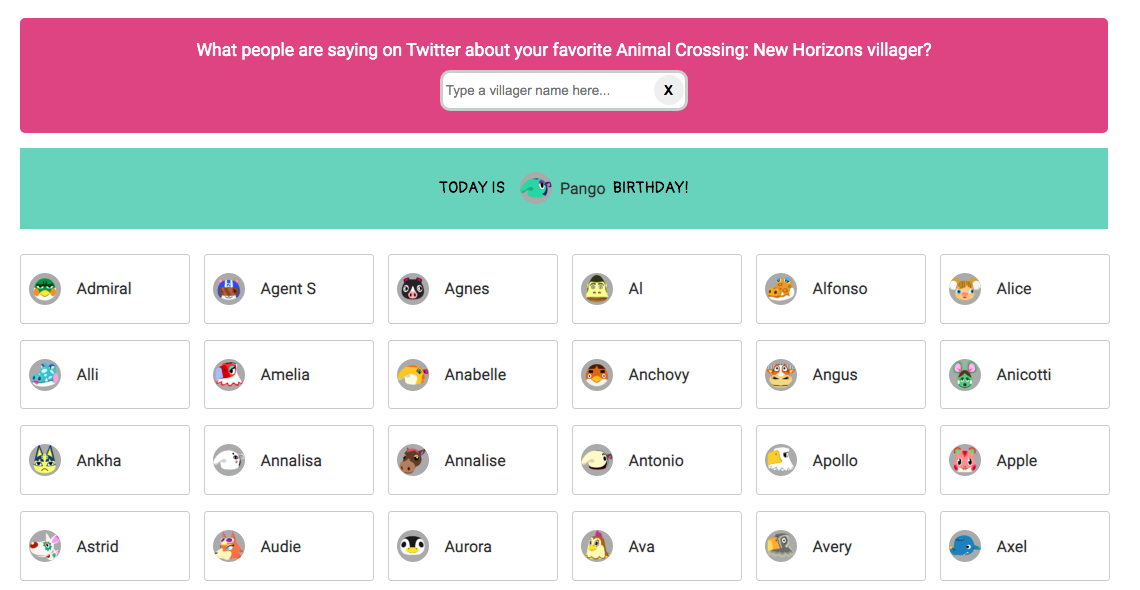 What people are saying on Twitter about your favorite Animal Crossing: New Horizons villager?
Type a villager name here... X
TODAY IS Pango BIRTHDAY!
Admiral Agent S Agnes Al Alfonso Alice
Alli Amelia Anabelle Anchovy Angus Anicotti
Ankha Annalisa Annalise Antonio Apollo Apple
Astrid Audie Aurora Ava Avery Axel